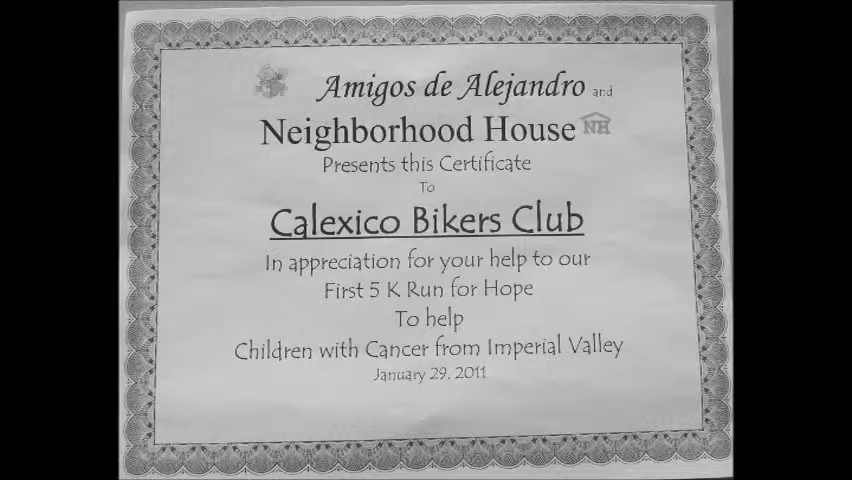 Amigos de Alejandro and
Neighborhood House NH
Presents this Certificate
To
Calexico Bikers Club
In appreciation for your help to our
First 5 K Run for Hope
To help
Children with Cancer from Imperial Valley
January 29, 2011